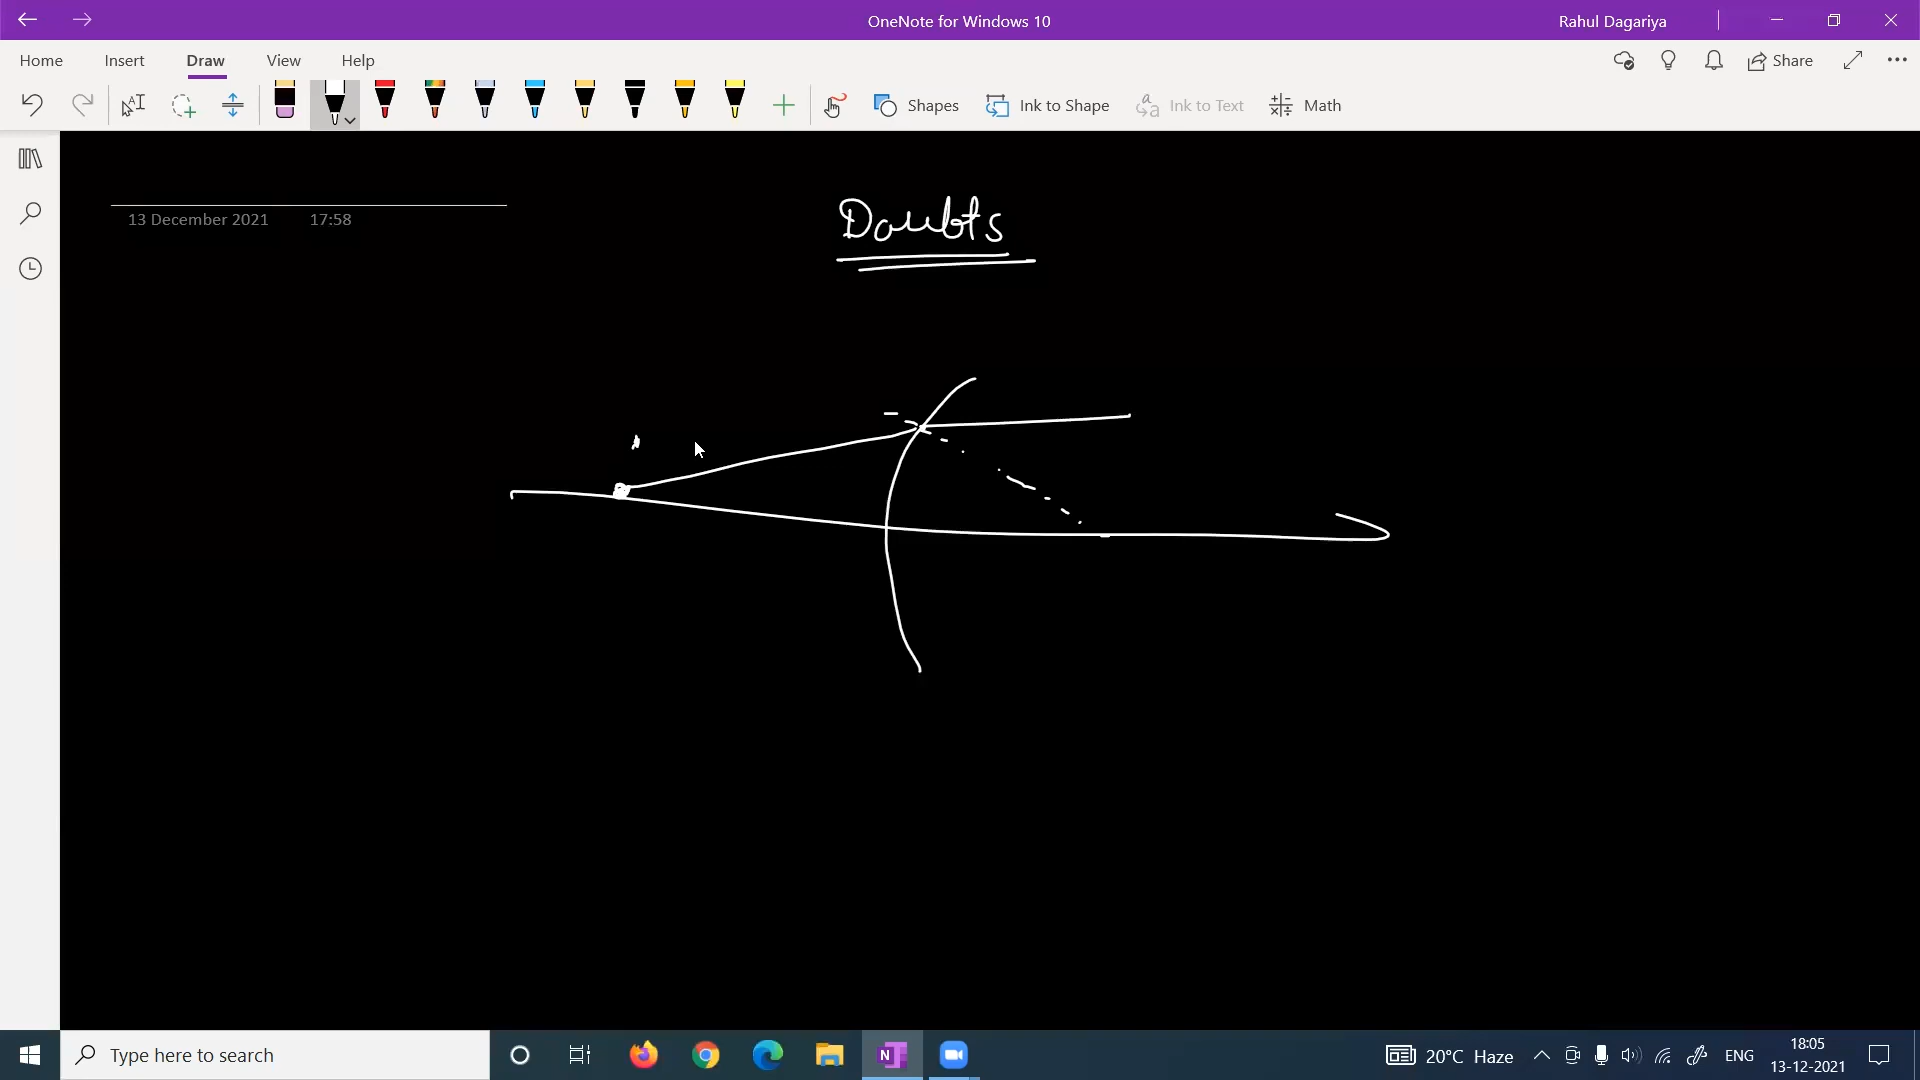 OneNote for Windows 10
Rahul Dagariya
Home Insert Draw View Help
Share
Shapes Ink to Shape Ink to Text Math
Doubts
13 December 2021 17:58
Type here to search
20°C Haze
ENG
18:05
13-12-2021